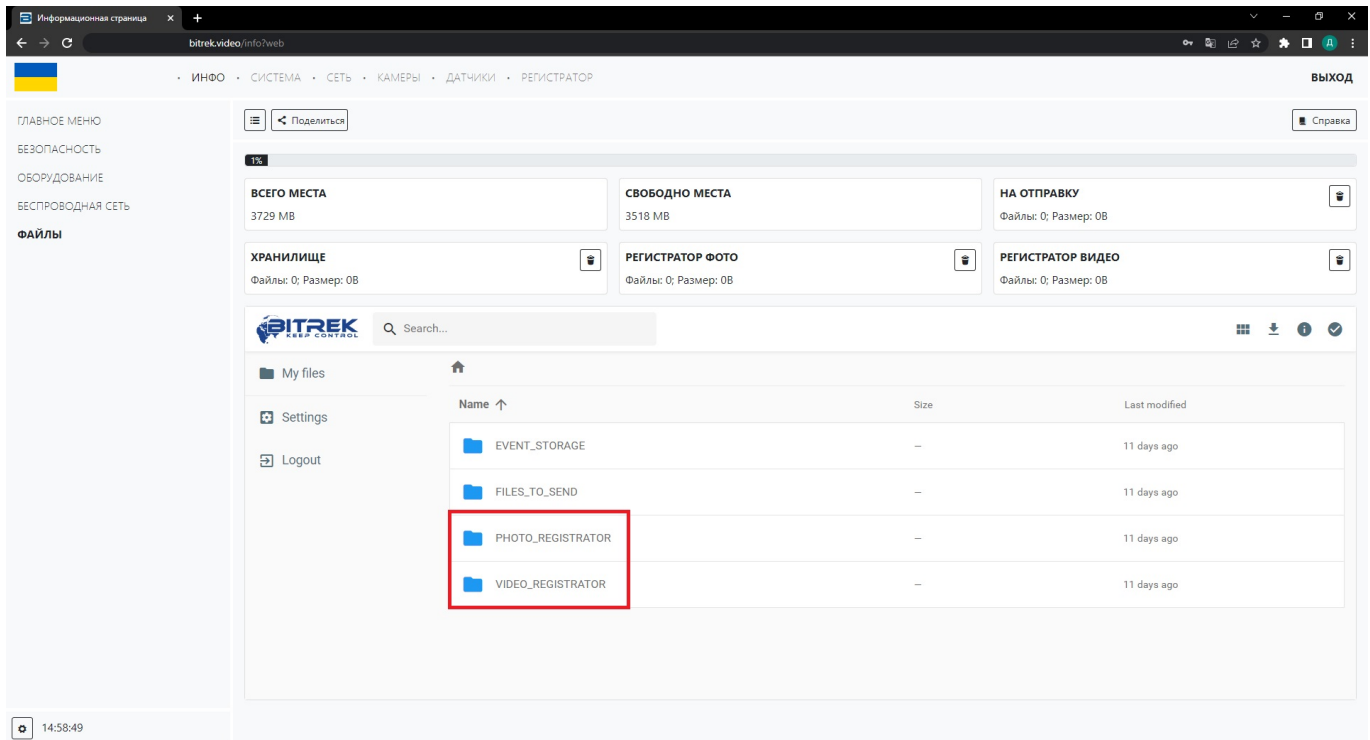 Информационная страница
bitrek.video/info?web
Д
• ИНФО • СИСТЕМА • СЕТЬ • КАМЕРЫ • ДАТЧИКИ • РЕГИСТРАТОР
ВЫХОД
ГЛАВНОЕ МЕНЮ
БЕЗОПАСНОСТЬ
ОБОРУДОВАНИЕ
БЕСПРОВОДНАЯ СЕТЬ
ФАЙЛЫ
Поделиться
Справка
1%
ВСЕГО МЕСТА
3729 MB
СВОБОДНО МЕСТА
3518 MB
НА ОТПРАВКУ
Файлы: 0; Размер: 0B
ХРАНИЛИЩЕ
Файлы: 0; Размер: 0B
РЕГИСТРАТОР ФОТО
Файлы: 0; Размер: 0B
РЕГИСТРАТОР ВИДЕО
Файлы: 0; Размер: 0B
BITREK
KEEP CONTROL
Search...
My files
Settings
Logout
Name Size Last modified
EVENT_STORAGE – 11 days ago
FILES_TO_SEND – 11 days ago
PHOTO_REGISTRATOR – 11 days ago
VIDEO_REGISTRATOR – 11 days ago
14:58:49